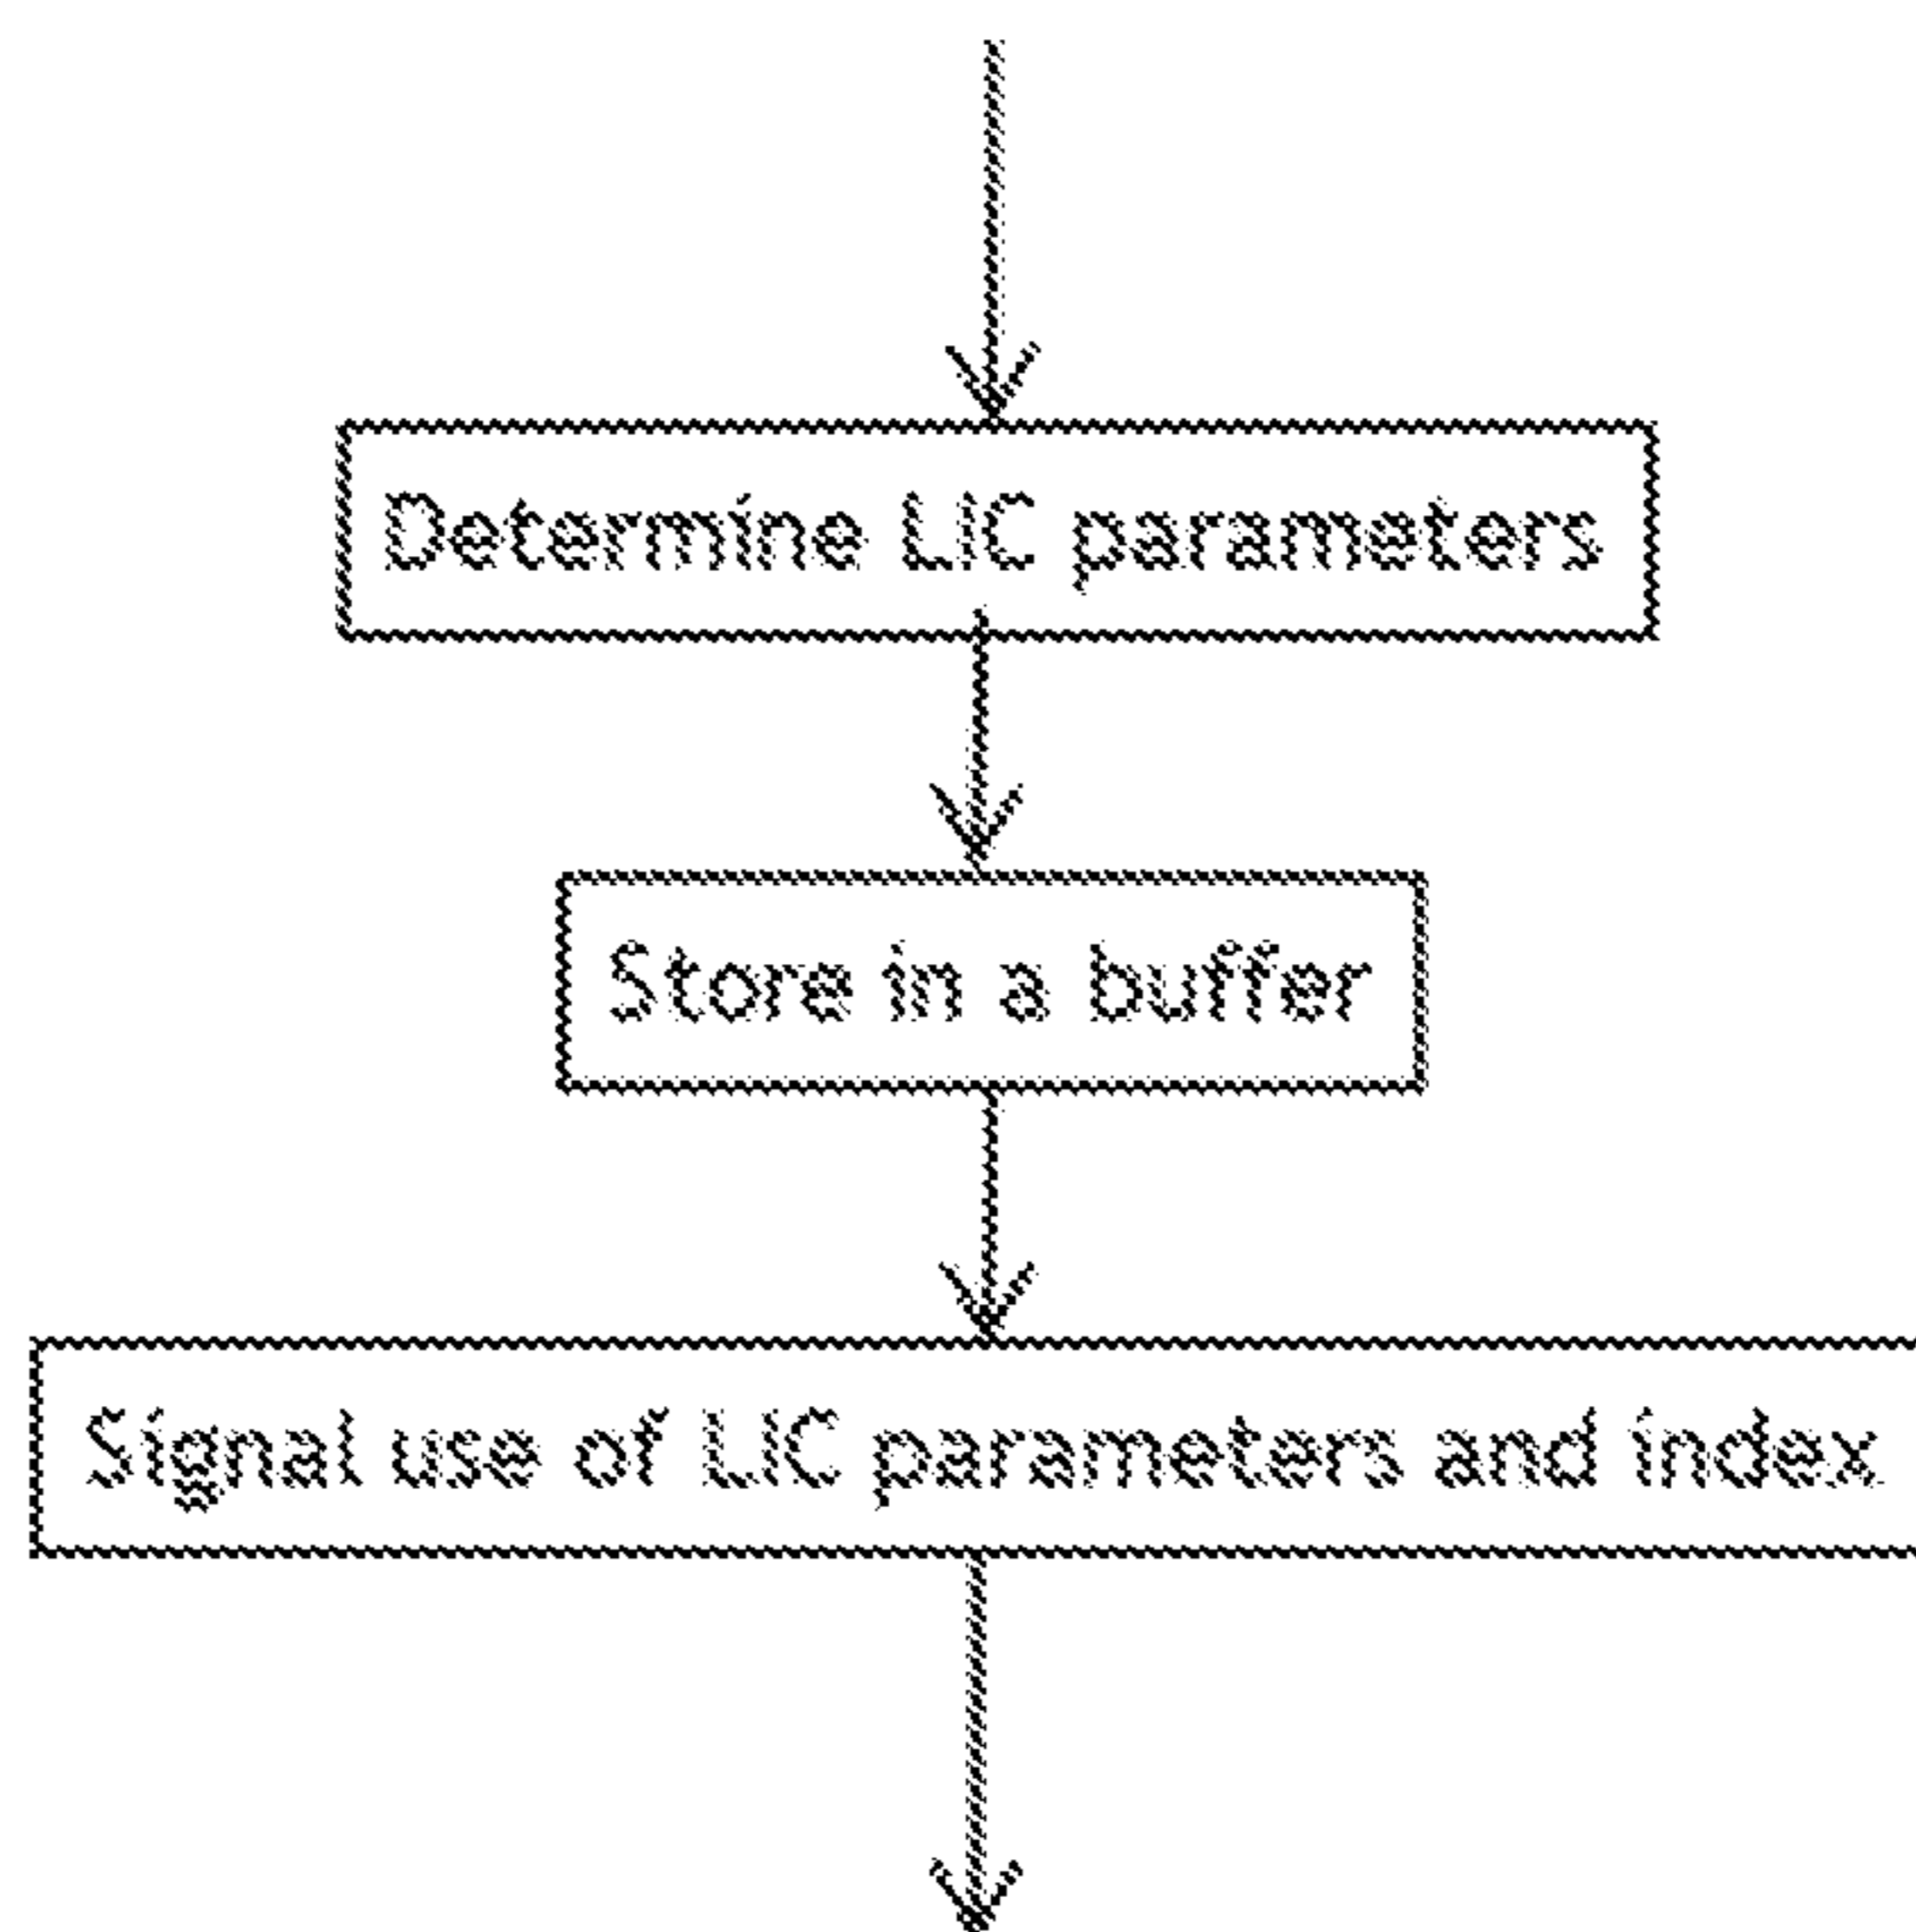 Determine LIC parameters
Store in a buffer
Signal use of LIC parameters and index